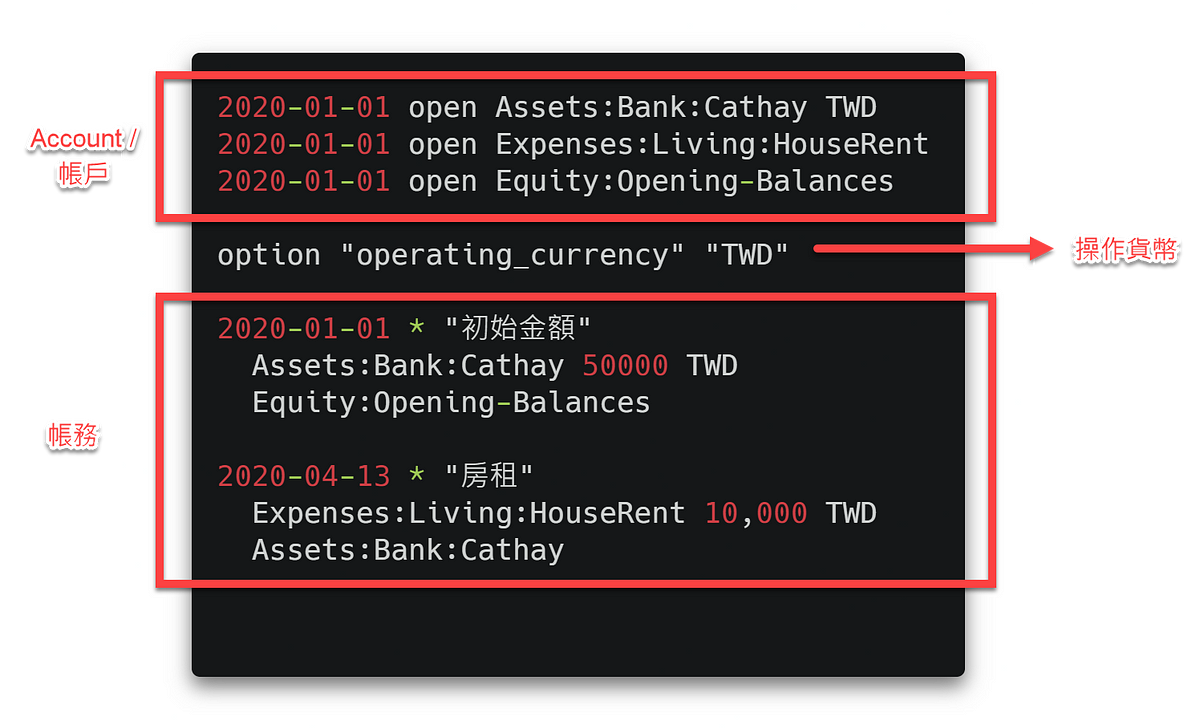 Account /
帳戶
2020-01-01 open Assets:Bank:Cathay TWD
2020-01-01 open Expenses:Living:HouseRent
2020-01-01 open Equity:Opening-Balances
option "operating_currency" "TWD"
操作貨幣
帳務
2020-01-01 * "初始金額"
Assets:Bank:Cathay 50000 TWD
Equity:Opening-Balances
2020-04-13 * "房租"
Expenses:Living:HouseRent 10,000 TWD
Assets:Bank:Cathay